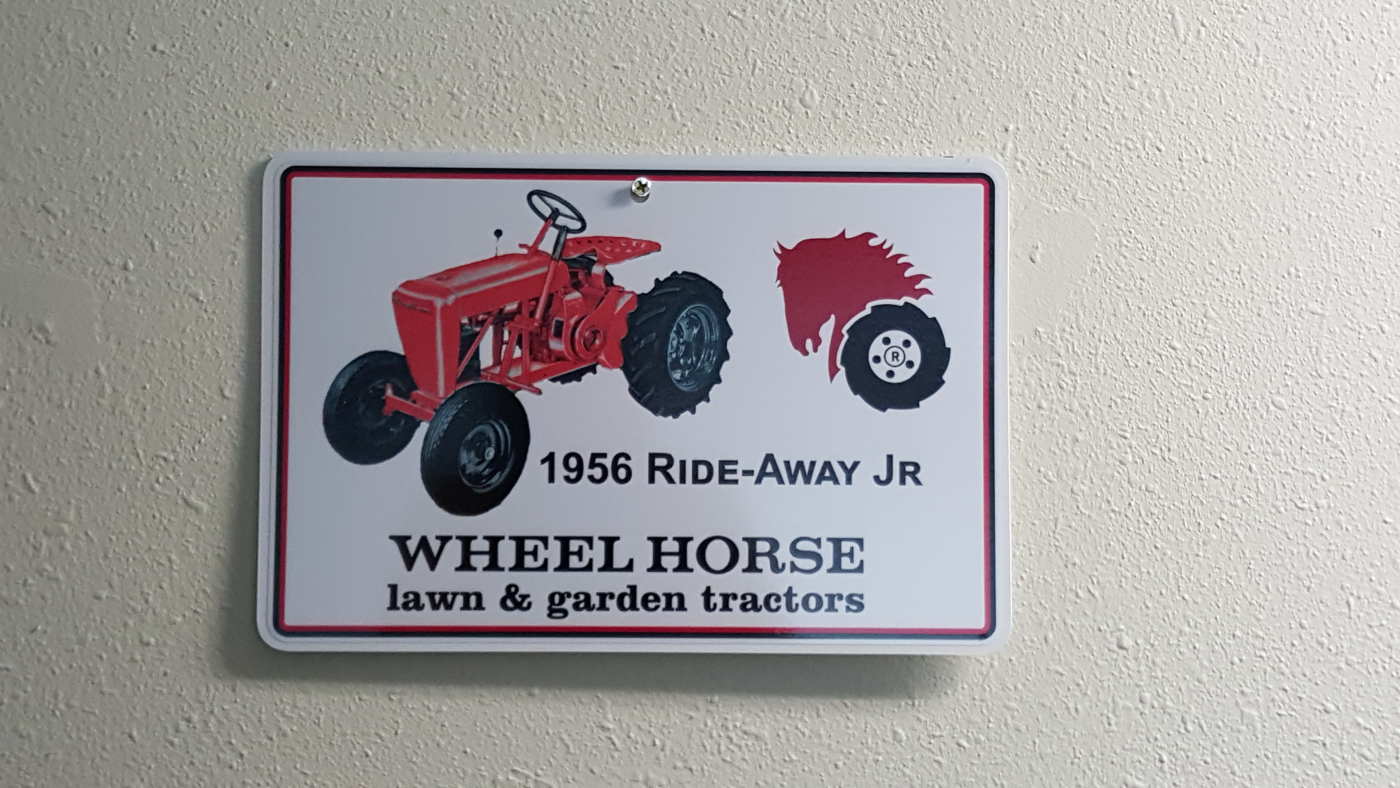 R
1956 RIDE-AWAY JR
WHEEL HORSE
lawn & garden tractors